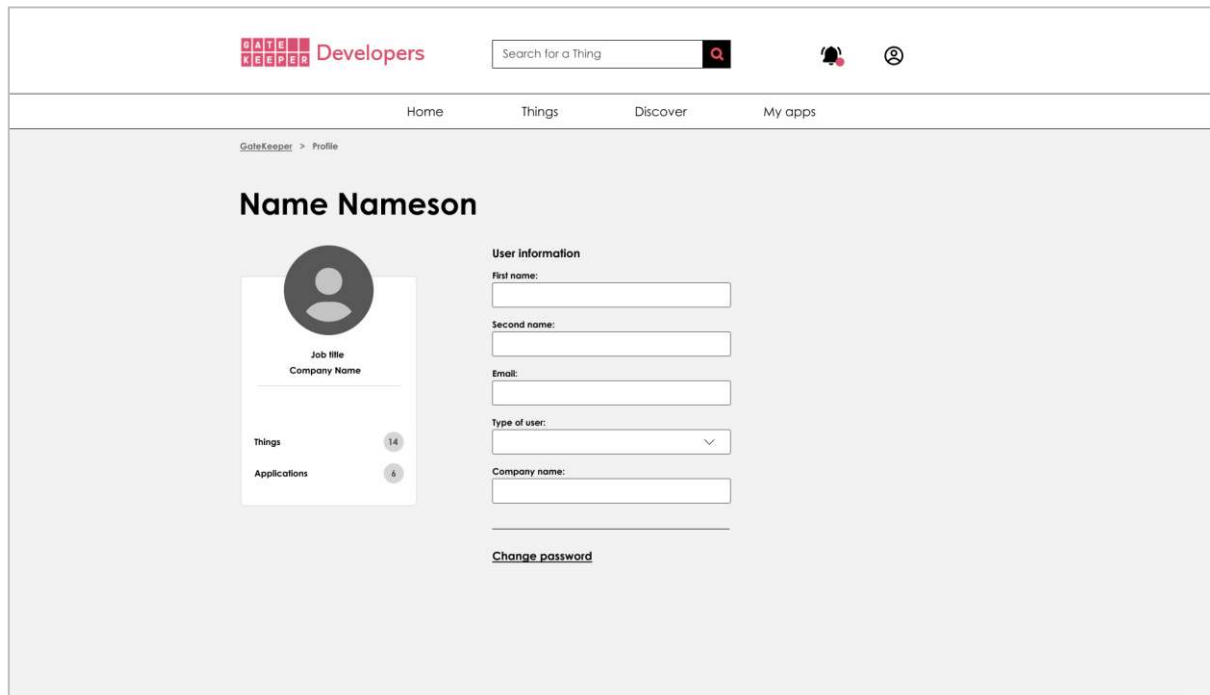 GATE
KEEPER
Developers
Search for a Thing
Home Things Discover My apps
GateKeeper > Profile
Name Nameson
Job title
Company Name
Things 14
Applications 6
User information
First name:
Second name:
Email:
Type of user:
Company name:
Change password